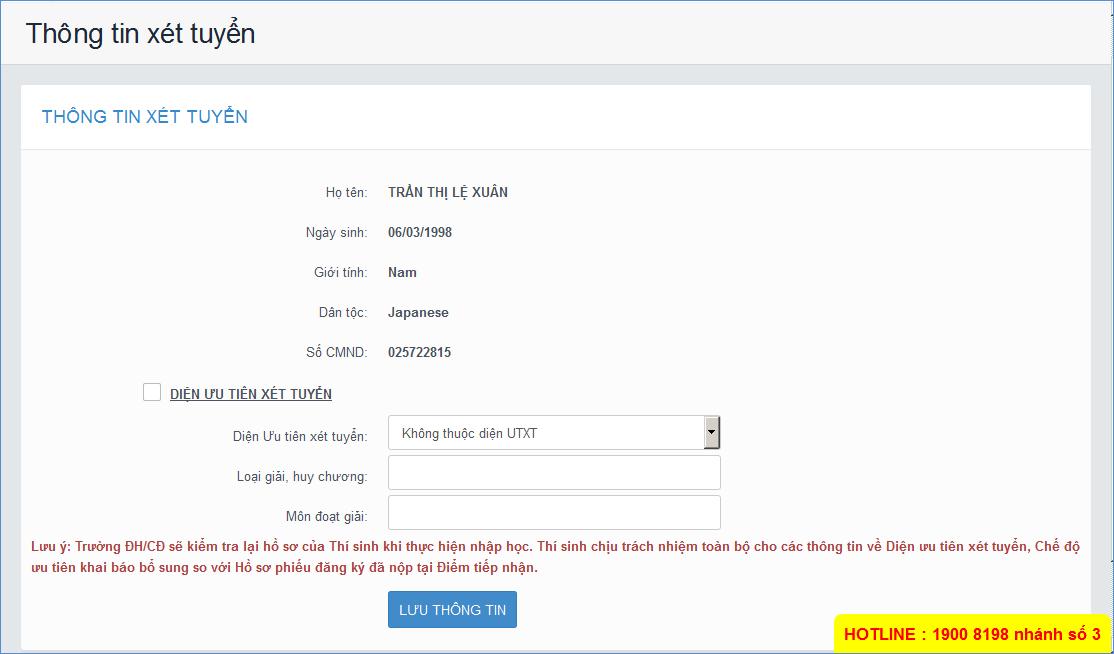 Thông tin xét tuyển
THÔNG TIN XÉT TUYỂN
Họ tên: TRẦN THỊ LỆ XUÂN
Ngày sinh: 06/03/1998
Giới tính: Nam
Dân tộc: Japanese
Số CMND: 025722815
DIỆN ƯU TIÊN XÉT TUYỂN
Diện Ưu tiên xét tuyển: Không thuộc diện UTXT
Loại giải, huy chương:
Môn đoạt giải:
Lưu ý: Trưởng ĐH/CĐ sẽ kiểm tra lại hồ sơ của Thí sinh khi thực hiện nhập học. Thí sinh chịu trách nhiệm toàn bộ cho các thông tin về Diện ưu tiên xét tuyển, Chế độ
ưu tiên khai báo bổ sung so với Hồ sơ phiếu đăng ký đã nộp tại Điểm tiếp nhận.
LƯU THÔNG TIN
HOTLINE : 1900 8198 nhánh số 3